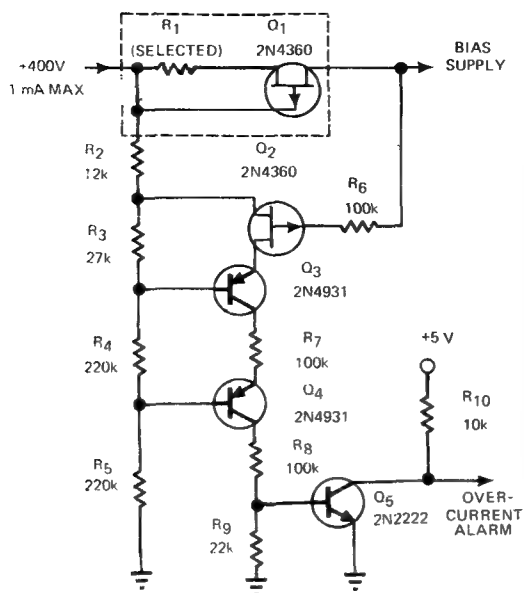 R1
(SELECTED)
Q1
2N4360
+400V
1 mA MAX
BIAS
SUPPLY
R2
12k
Q2
2N4360
R6
100k
R3
27k
Q3
2N4931
R4
220k
R7
100k
+5 V
Q4
2N4931
R10
10k
R5
220k
R8
100k
Q5
2N2222
OVER-
CURRENT
ALARM
R9
22k